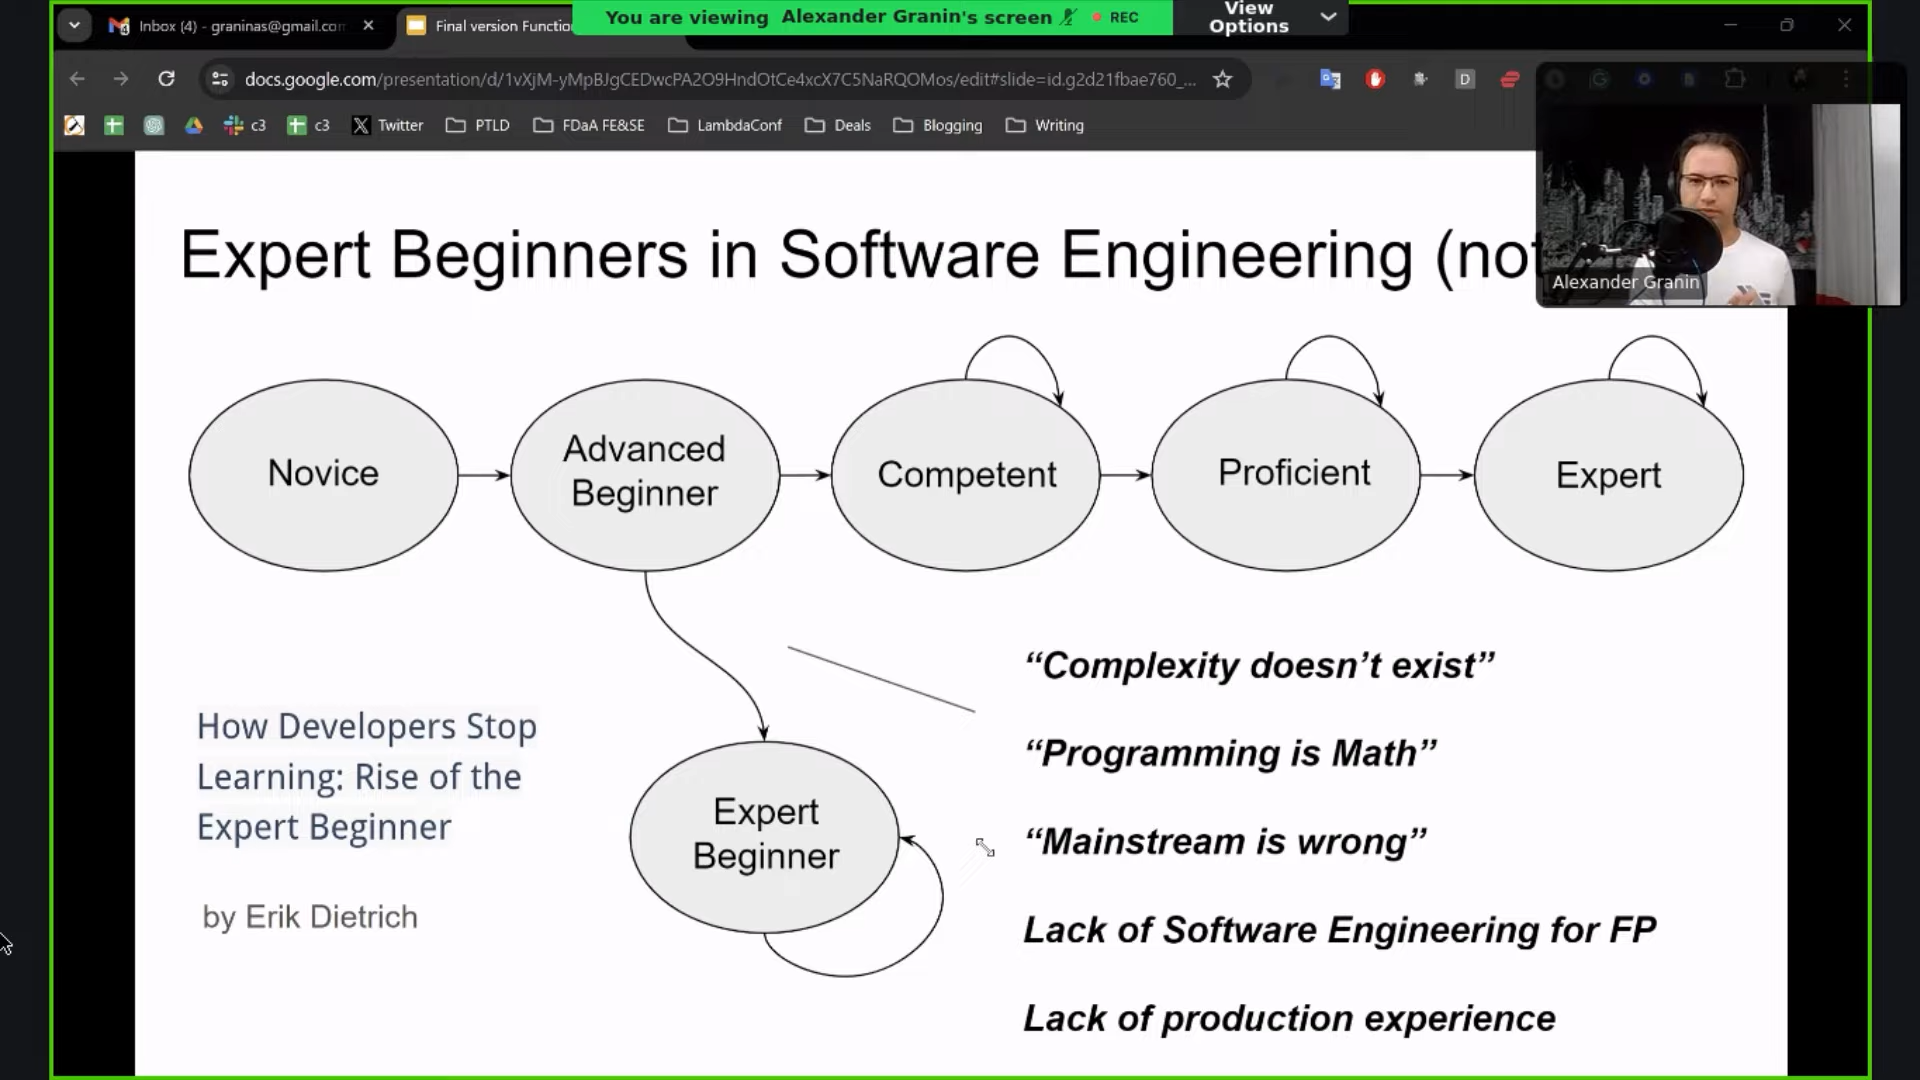 Inbox (4) - graninas@gmail.co
Final version Functio
You are viewing Alexander Granin's screen
REC
View
Options
docs.google.com/presentation/d/1vXjM-yMpBJgCEDwcPA2O9HndOtCe4xcX7C5NaRQOMos/edit#slide=id.g2d21fbae760_...
c3
c3
Twitter
PTLD
FDaA FE&SE
LambdaConf
Deals
Blogging
Writing
Alexander Granin
Expert Beginners in Software Engineering (not
Novice
Advanced
Beginner
Competent
Proficient
Expert
How Developers Stop
Learning: Rise of the
Expert Beginner
by Erik Dietrich
Expert
Beginner
“Complexity doesn’t exist”
“Programming is Math”
“Mainstream is wrong”
Lack of Software Engineering for FP
Lack of production experience